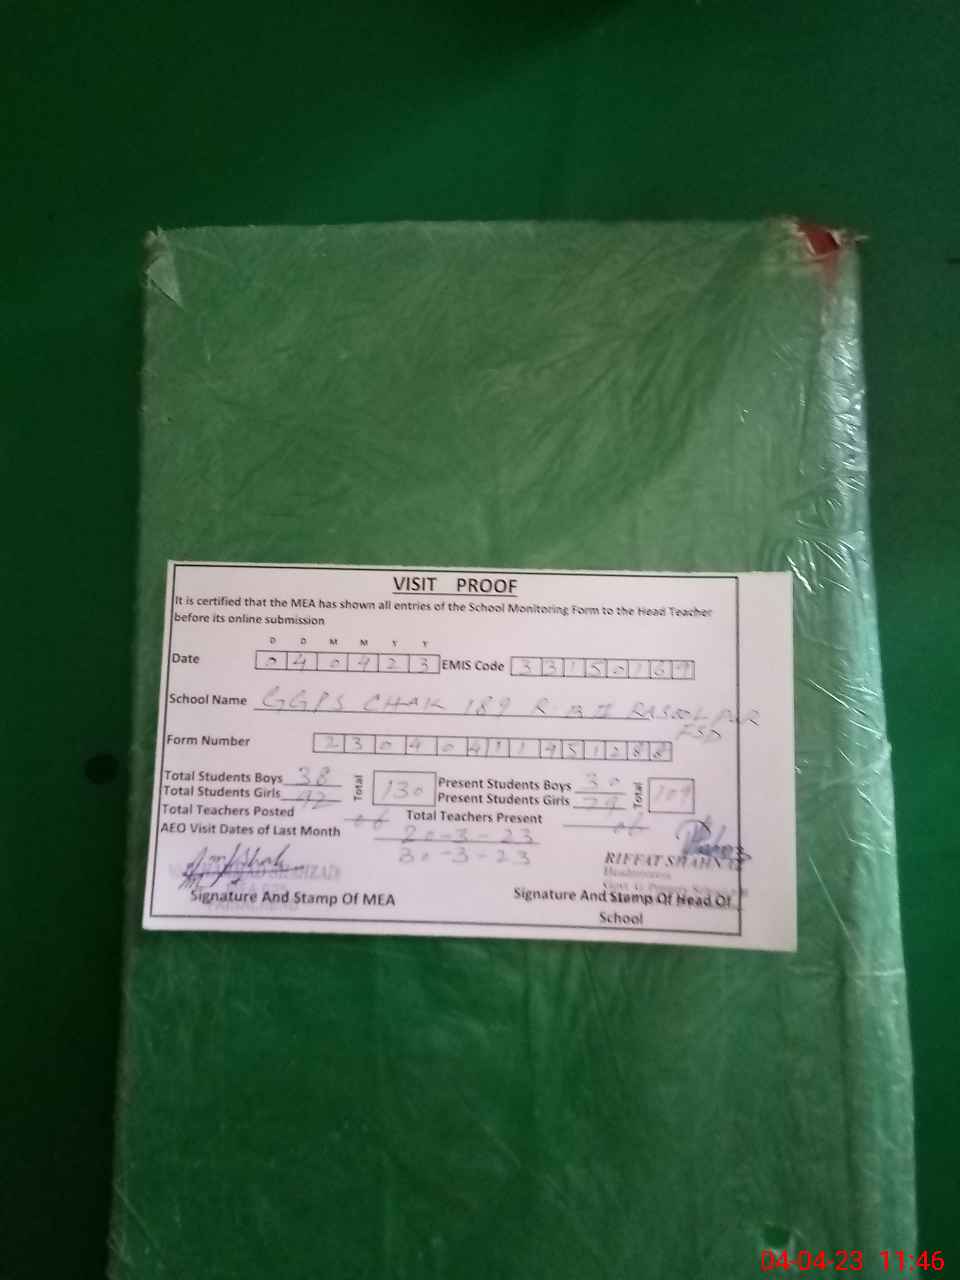 VISIT PROOF
It is certified that the MEA has shown all entries of the School Monitoring Form to the Head Teacher
before its online submission
D D M M Y Y
Date 0 4 0 4 2 3 EMIS Code 3 3 1 5 0 1 6 9
School Name GGPS CHAK 189 R.B II RASOOL PUR
FSD
Form Number 2 3 0 4 0 4 1 1 4 5 1 2 8 8
Total Students Boys 38 Total 130 Present Students Boys 30 Total 109
Total Students Girls 92 Present Students Girls 79
Total Teachers Posted 06 Total Teachers Present 06
AEO Visit Dates of Last Month 20-3-23
30-3-23
RIFFAT SHAHNAZ
Headmistress
Signature And Stamp Of MEA Signature And Stamp Of Head Of
School
04-04-23 11:46